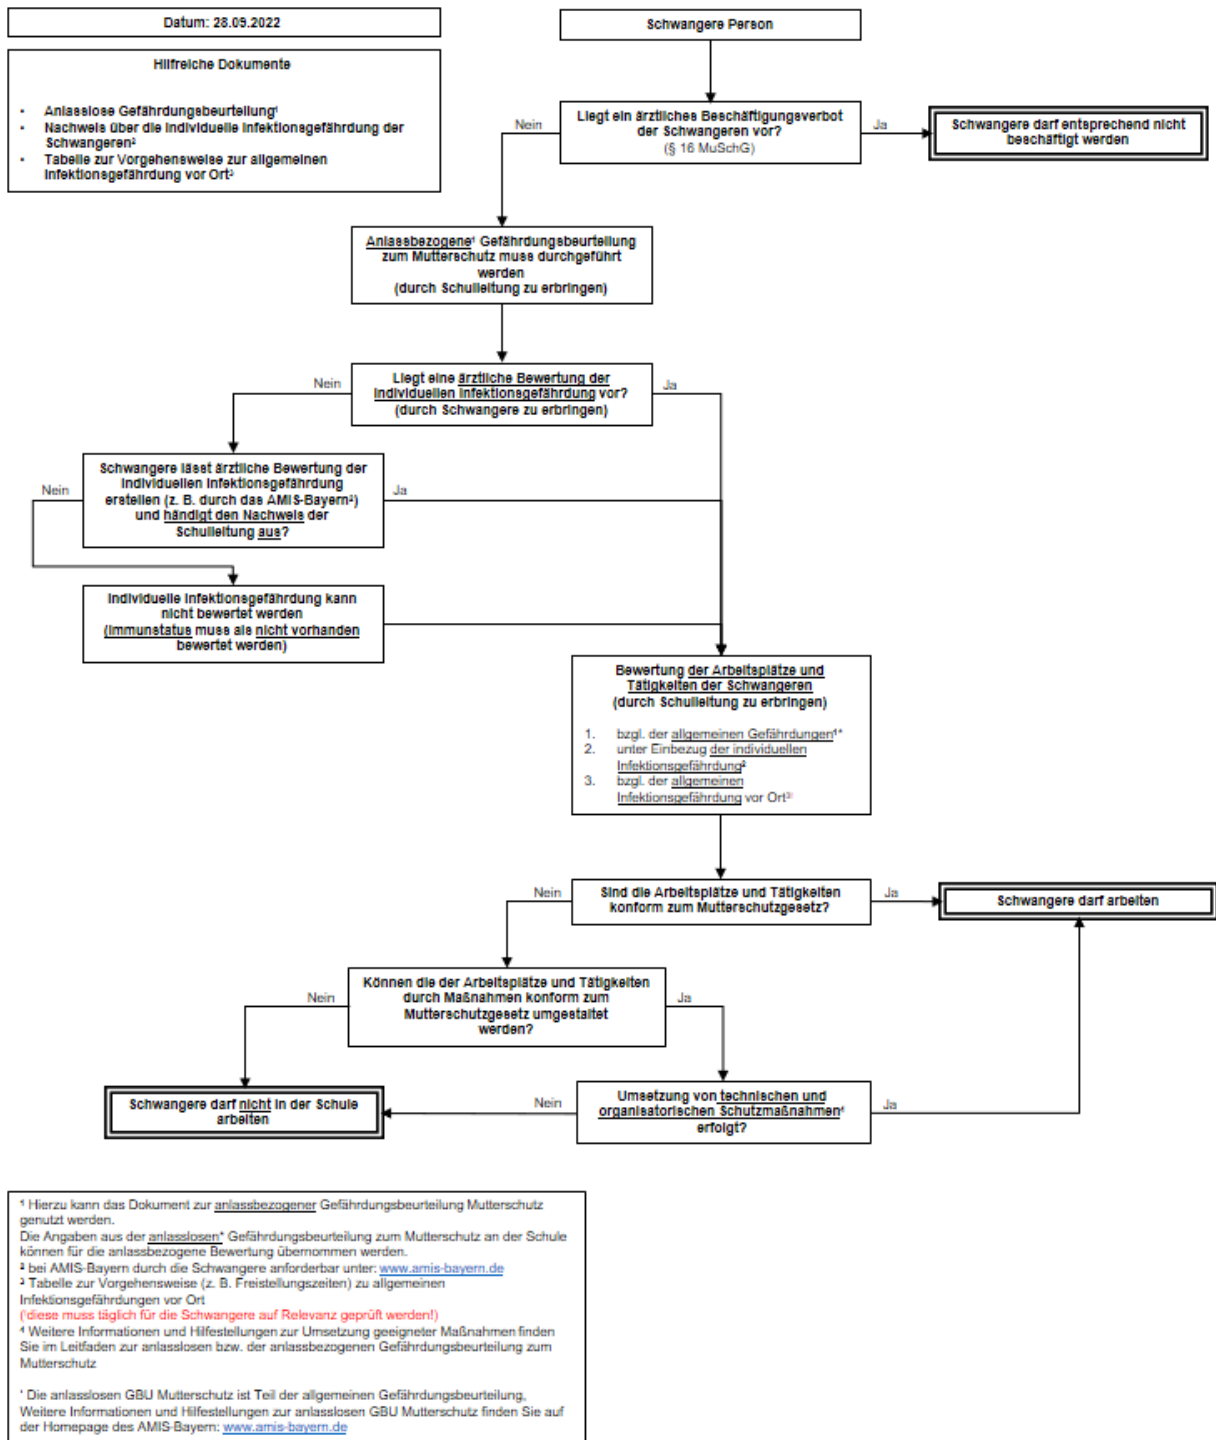 Datum: 28.09.2022
Schwangere Person
Hilfreiche Dokumente
- Anlasslose Gefährdungsbeurteilung¹
- Nachweis über die individuelle Infektionsgefährdung der
Schwangeren²
- Tabelle zur Vorgehensweise zur allgemeinen
Infektionsgefährdung vor Ort³
Liegt ein ärztliches Beschäftigungsverbot
der Schwangeren vor?
(§ 16 MuSchG)
Nein
Ja
Schwangere darf entsprechend nicht
beschäftigt werden
Anlassbezogene¹ Gefährdungsbeurteilung
zum Mutterschutz muss durchgeführt
werden
(durch Schulleitung zu erbringen)
Nein
Liegt eine ärztliche Bewertung der
individuellen Infektionsgefährdung vor?
(durch Schwangere zu erbringen)
Ja
Nein
Schwangere lässt ärztliche Bewertung der
individuellen Infektionsgefährdung
erstellen (z. B. durch das AMIS-Bayern²)
und händigt den Nachweis der
Schulleitung aus?
Ja
Individuelle Infektionsgefährdung kann
nicht bewertet werden
(Immunstatus muss als nicht vorhanden
bewertet werden)
Bewertung der Arbeitsplätze und
Tätigkeiten der Schwangeren
(durch Schulleitung zu erbringen)
1. bzgl. der allgemeinen Gefährdungen¹*
2. unter Einbezug der individuellen
Infektionsgefährdung²
3. bzgl. der allgemeinen
Infektionsgefährdung vor Ort³!
Nein
Sind die Arbeitsplätze und Tätigkeiten
konform zum Mutterschutzgesetz?
Ja
Schwangere darf arbeiten
Nein
Können die der Arbeitsplätze und Tätigkeiten
durch Maßnahmen konform zum
Mutterschutzgesetz umgestaltet
werden?
Ja
Schwangere darf nicht in der Schule
arbeiten
Nein
Umsetzung von technischen und
organisatorischen Schutzmaßnahmen⁴
erfolgt?
Ja
¹ Hierzu kann das Dokument zur anlassbezogener Gefährdungsbeurteilung Mutterschutz
genutzt werden.
Die Angaben aus der anlasslosen* Gefährdungsbeurteilung zum Mutterschutz an der Schule
können für die anlassbezogene Bewertung übernommen werden.
² bei AMIS-Bayern durch die Schwangere anforderbar unter: www.amis-bayern.de
³ Tabelle zur Vorgehensweise (z. B. Freistellungszeiten) zu allgemeinen
Infektionsgefährdungen vor Ort
(!diese muss täglich für die Schwangere auf Relevanz geprüft werden!)
⁴ Weitere Informationen und Hilfestellungen zur Umsetzung geeigneter Maßnahmen finden
Sie im Leitfaden zur anlasslosen bzw. der anlassbezogenen Gefährdungsbeurteilung zum
Mutterschutz
* Die anlasslosen GBU Mutterschutz ist Teil der allgemeinen Gefährdungsbeurteilung,
Weitere Informationen und Hilfestellungen zur anlasslosen GBU Mutterschutz finden Sie auf
der Homepage des AMIS-Bayern: www.amis-bayern.de